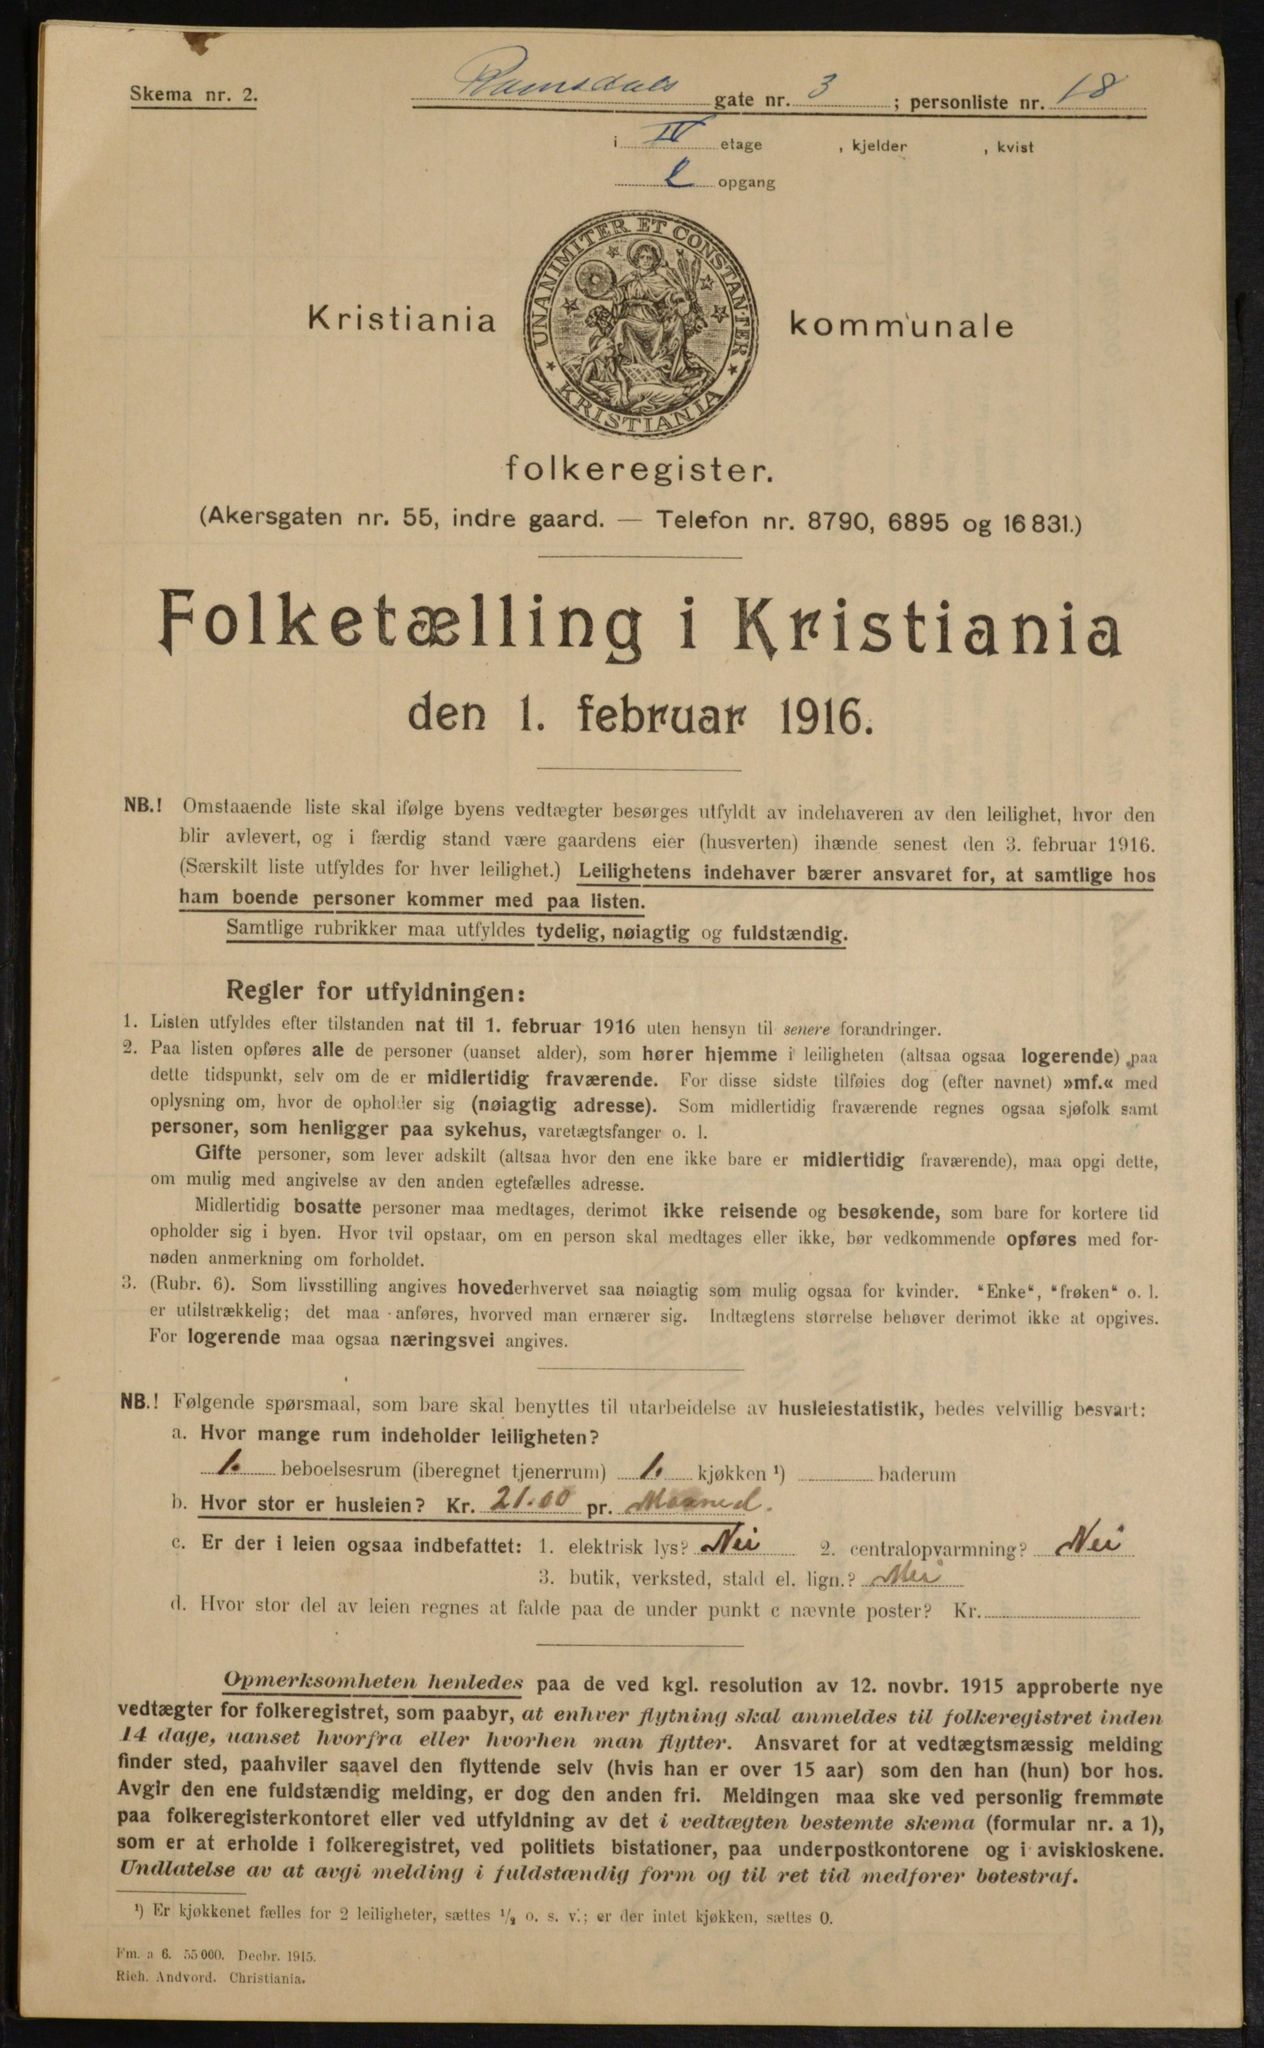 Skema nr. 2. Romsdals gate nr. 3 ; personliste nr. 18
i IV etage , kjelder , kvist
2 opgang
UNANIMITER ET CONSTANTER
KRISTIANIA
Kristiania kommunale
folkeregister.
(Akersgaten nr. 55, indre gaard. — Telefon nr. 8790, 6895 og 16 831.)
Folketælling i Kristiania
den 1. februar 1916.
NB.! Omstaaende liste skal ifølge byens vedtægter besørges utfyldt av indehaveren av den leilighet, hvor den
blir avlevert, og i færdig stand være gaardens eier (husverten) ihænde senest den 3. februar 1916.
(Særskilt liste utfyldes for hver leilighet.) Leilighetens indehaver bærer ansvaret for, at samtlige hos
ham boende personer kommer med paa listen.
Samtlige rubrikker maa utfyldes tydelig, nøiagtig og fuldstændig.
Regler for utfyldningen:
1. Listen utfyldes efter tilstanden nat til 1. februar 1916 uten hensyn til senere forandringer.
2. Paa listen opføres alle de personer (uanset alder), som hører hjemme i leiligheten (altsaa ogsaa logerende) paa
dette tidspunkt, selv om de er midlertidig fraværende. For disse sidste tilføies dog (efter navnet) »mf.« med
oplysning om, hvor de opholder sig (nøiagtig adresse). Som midlertidig fraværende regnes ogsaa sjøfolk samt
personer, som henligger paa sykehus, varetægtsfanger o. l.
Gifte personer, som lever adskilt (altsaa hvor den ene ikke bare er midlertidig fraværende), maa opgi dette,
om mulig med angivelse av den anden egtefælles adresse.
Midlertidig bosatte personer maa medtages, derimot ikke reisende og besøkende, som bare for kortere tid
opholder sig i byen. Hvor tvil opstaar, om en person skal medtages eller ikke, bør vedkommende opføres med for-
nøden anmerkning om forholdet.
3. (Rubr. 6). Som livsstilling angives hovederhvervet saa nøiagtig som mulig ogsaa for kvinder. "Enke", "frøken" o. l.
er utilstrækkelig; det maa anføres, hvorved man ernærer sig. Indtægtens størrelse behøver derimot ikke at opgives.
For logerende maa ogsaa næringsvei angives.
NB.! Følgende spørsmaal, som bare skal benyttes til utarbeidelse av husleiestatistik, bedes velvillig besvart:
a. Hvor mange rum indeholder leiligheten?
1. beboelsesrum (iberegnet tjenerrum) 1. kjøkken ¹) baderum
b. Hvor stor er husleien? Kr. 21.00 pr. Maaned.
c. Er der i leien ogsaa indbefattet: 1. elektrisk lys? Nei 2. centralopvarmning? Nei
3. butik, verksted, stald el. lign.? Nei
d. Hvor stor del av leien regnes at falde paa de under punkt c nævnte poster? Kr.
Opmerksomheten henledes paa de ved kgl. resolution av 12. novbr. 1915 approberte nye
vedtægter for folkeregistret, som paabyr, at enhver flytning skal anmeldes til folkeregistret inden
14 dage, uanset hvorfra eller hvorhen man flytter. Ansvaret for at vedtægtsmæssig melding
finder sted, paahviler saavel den flyttende selv (hvis han er over 15 aar) som den han (hun) bor hos.
Avgir den ene fuldstændig melding, er dog den anden fri. Meldingen maa ske ved personlig fremmøte
paa folkeregisterkontoret eller ved utfyldning av det i vedtægten bestemte skema (formular nr. a 1),
som er at erholde i folkeregistret, ved politiets bistationer, paa underpostkontorene og i aviskioskene.
Undlatelse av at avgi melding i fuldstændig form og til ret tid medfører bøtestraf.
¹) Er kjøkkenet fælles for 2 leiligheter, sættes ½ o. s. v.; er der intet kjøkken, sættes 0.
Fm. a 6. 55 000. Decbr. 1915.
Rich. Andvord. Christiania.